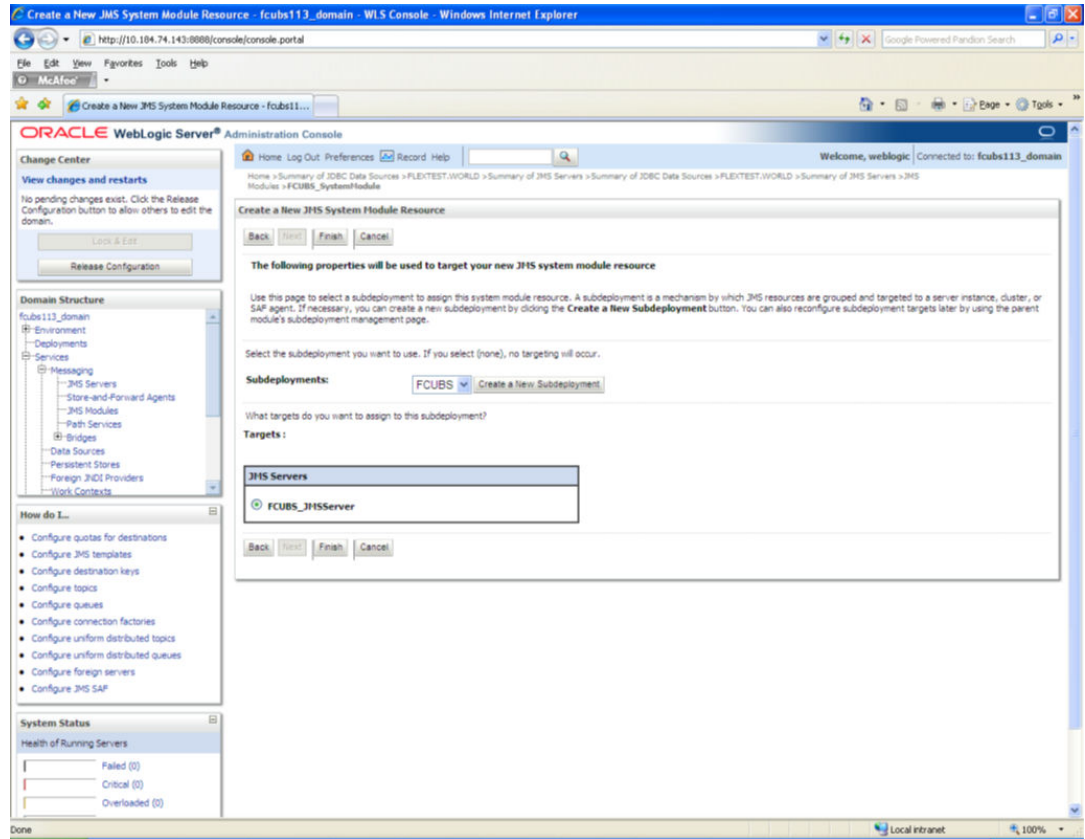 Create a New JMS System Module Resource - fcubs113_domain - WLS Console - Windows Internet Explorer
http://10.184.74.143:8888/console/console.portal
Google Powered Pandion Search
File Edit View Favorites Tools Help
McAfee
Create a New JMS System Module Resource - fcubs11...
Page Tools
ORACLE WebLogic Server® Administration Console
Change Center
View changes and restarts
No pending changes exist. Click the Release
Configuration button to allow others to edit the
domain.
Lock & Edit
Release Configuration
Domain Structure
fcubs113_domain
Environment
Deployments
Services
Messaging
JMS Servers
Store-and-Forward Agents
JMS Modules
Path Services
Bridges
Data Sources
Persistent Stores
Foreign JNDI Providers
Work Contexts
How do I...
Configure quotas for destinations
Configure JMS templates
Configure destination keys
Configure topics
Configure queues
Configure connection factories
Configure uniform distributed topics
Configure uniform distributed queues
Configure foreign servers
Configure JMS SAF
System Status
Health of Running Servers
Failed (0)
Critical (0)
Overloaded (0)
Home Log Out Preferences Record Help
Welcome, weblogic Connected to: fcubs113_domain
Home >Summary of JDBC Data Sources >FLEXTEST.WORLD >Summary of JMS Servers >Summary of JDBC Data Sources >FLEXTEST.WORLD >Summary of JMS Servers >JMS
Modules >FCUBS_SystemModule
Create a New JMS System Module Resource
Back Next Finish Cancel
The following properties will be used to target your new JMS system module resource
Use this page to select a subdeployment to assign this system module resource. A subdeployment is a mechanism by which JMS resources are grouped and targeted to a server instance, cluster, or
SAF agent. If necessary, you can create a new subdeployment by clicking the Create a New Subdeployment button. You can also reconfigure subdeployment targets later by using the parent
module's subdeployment management page.
Select the subdeployment you want to use. If you select (none), no targeting will occur.
Subdeployments: FCUBS Create a New Subdeployment
What targets do you want to assign to this subdeployment?
Targets :
JMS Servers
FCUBS_JMSServer
Back Next Finish Cancel
Done
Local intranet
100%